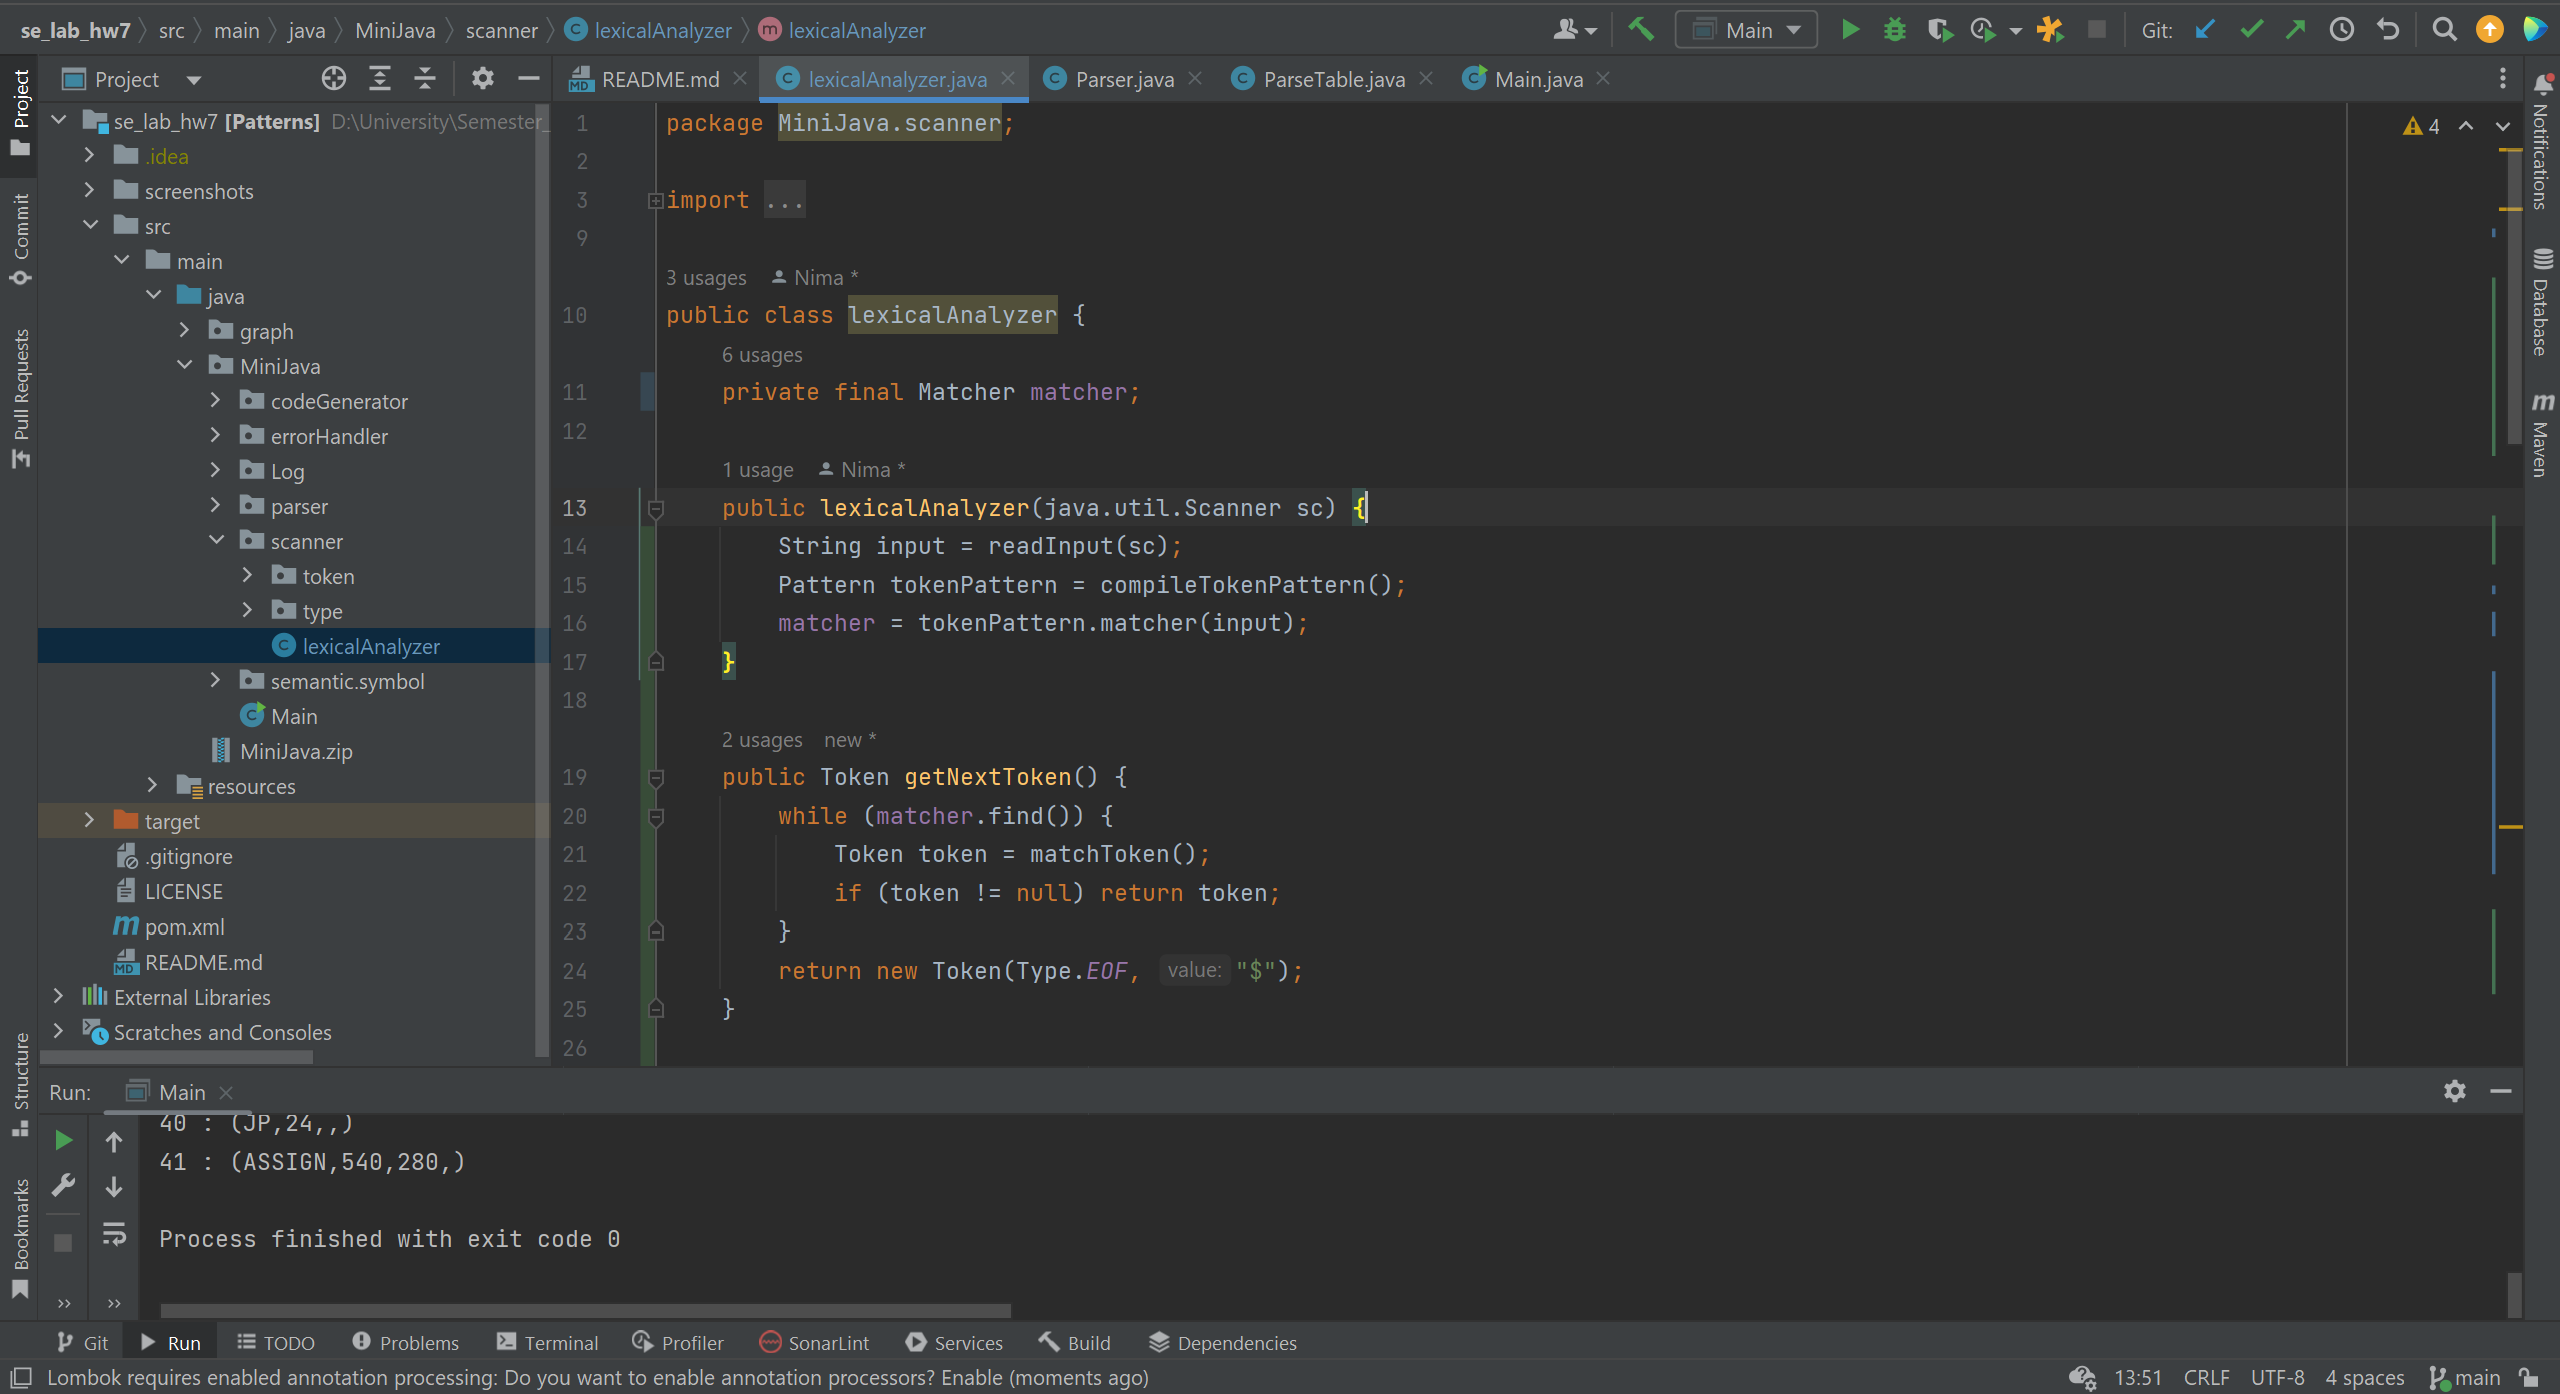 se_lab_hw7 src main java MiniJava scanner lexicalAnalyzer lexicalAnalyzer
Main
Git:
Project
README.md
lexicalAnalyzer.java
Parser.java
ParseTable.java
Main.java
Project
Commit
Pull Requests
Structure
Bookmarks
se_lab_hw7 [Patterns] D:\University\Semester_
.idea
screenshots
src
main
java
graph
MiniJava
codeGenerator
errorHandler
Log
parser
scanner
token
type
lexicalAnalyzer
semantic.symbol
Main
MiniJava.zip
resources
target
.gitignore
LICENSE
pom.xml
README.md
External Libraries
Scratches and Consoles
1 package MiniJava.scanner;
2
3 import ...
9
3 usages Nima *
10 public class lexicalAnalyzer {
6 usages
11 private final Matcher matcher;
12
1 usage Nima *
13 public lexicalAnalyzer(java.util.Scanner sc) {
14 String input = readInput(sc);
15 Pattern tokenPattern = compileTokenPattern();
16 matcher = tokenPattern.matcher(input);
17 }
18
2 usages new *
19 public Token getNextToken() {
20 while (matcher.find()) {
21 Token token = matchToken();
22 if (token != null) return token;
23 }
24 return new Token(Type.EOF, value: "$");
25 }
26
4
Notifications
Database
Maven
Run: Main
40 : (JP,24,,)
41 : (ASSIGN,540,280,)
Process finished with exit code 0
Git Run TODO Problems Terminal Profiler SonarLint Services Build Dependencies
Lombok requires enabled annotation processing: Do you want to enable annotation processors? Enable (moments ago)
13:51 CRLF UTF-8 4 spaces main